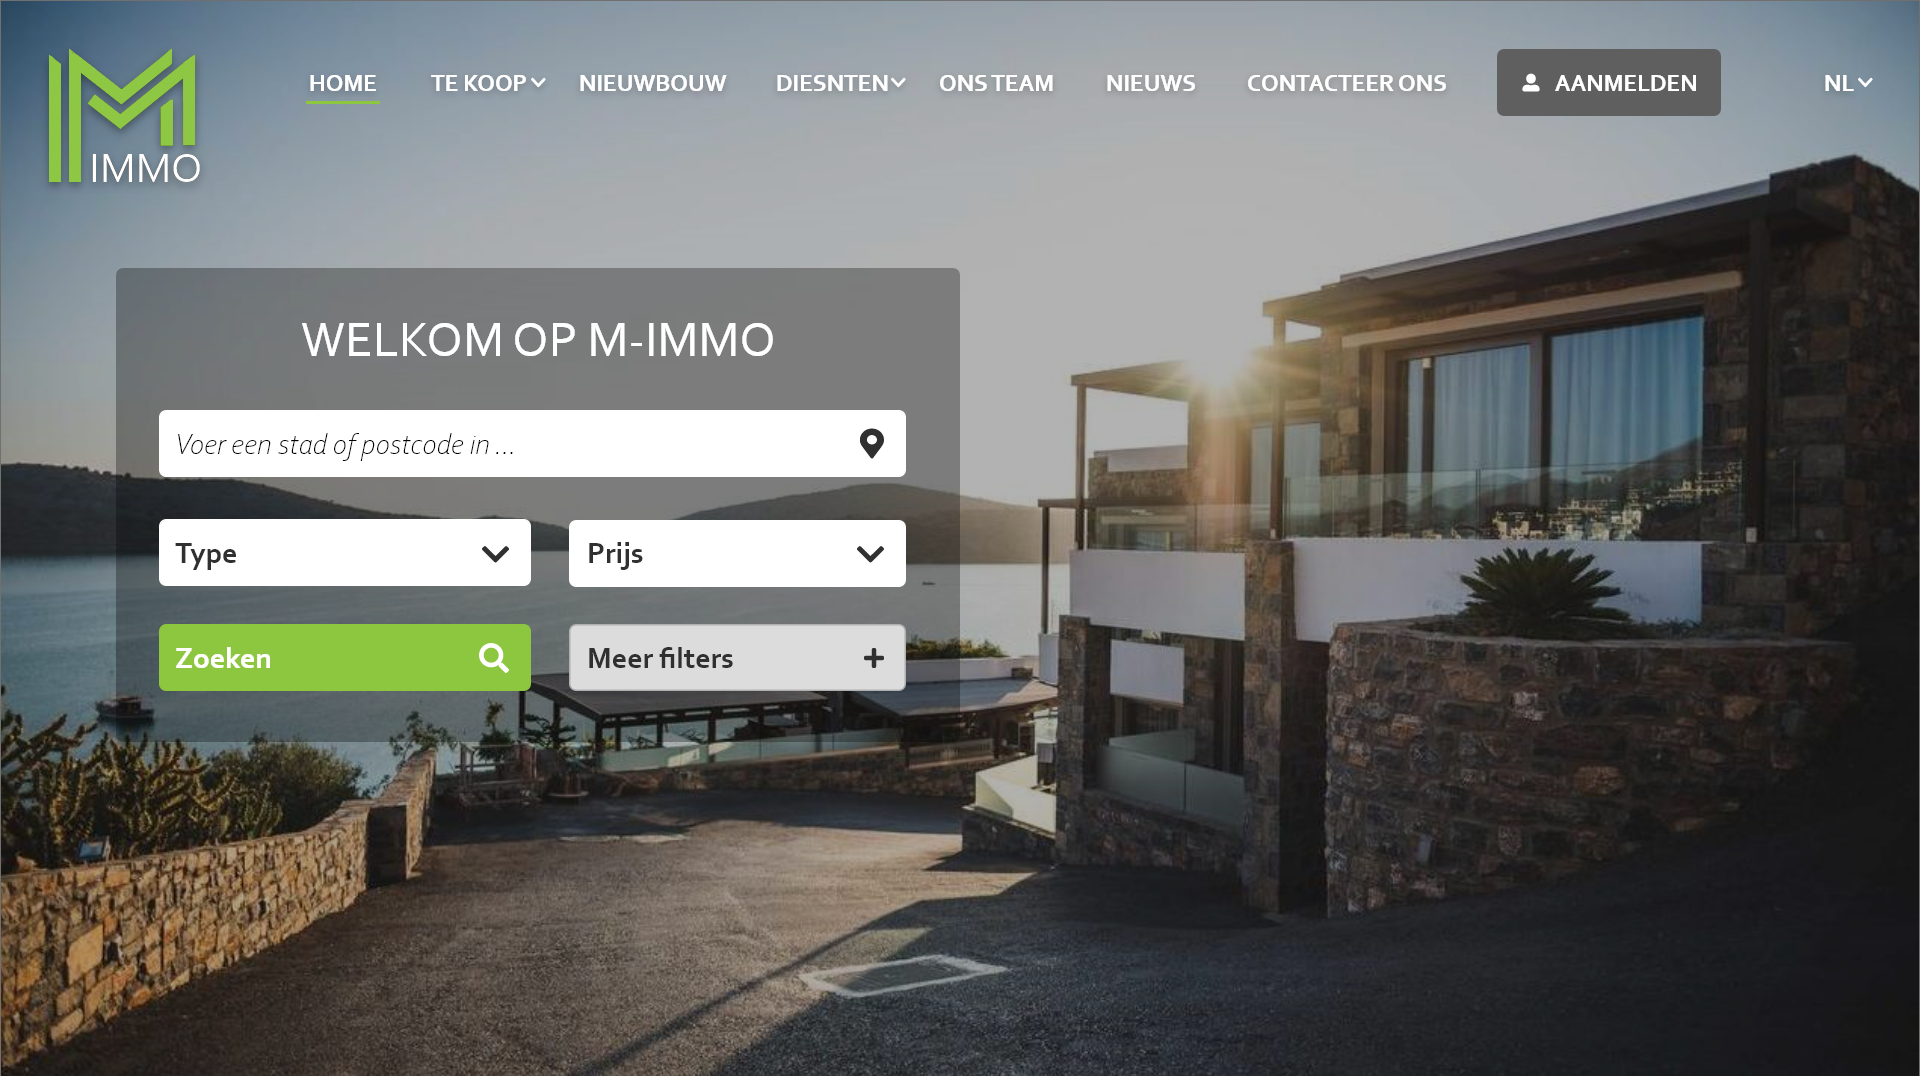 HOME TE KOOP NIEUWBOUW DIESNTEN ONS TEAM NIEUWS CONTACTEER ONS AANMELDEN NL
IMMO
WELKOM OP M-IMMO
Voer een stad of postcode in ...
Type Prijs
Zoeken Meer filters